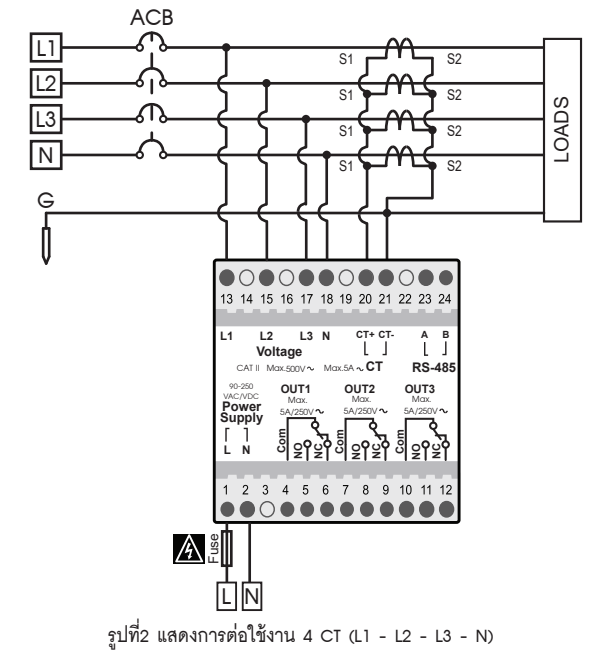 ACB
L1
S1 S2
L2
S1 S2
L3
S1 S2
N
S1 S2
LOADS
G
13 14 15 16 17 18 19 20 21 22 23 24
L1 L2 L3 N CT+ CT- A B
Voltage
CAT II Max.500V~ Max.5A~ CT RS-485
90-250
VAC/VDC
Power
Supply
L N
OUT1
Max.
5A/250V~
Com NO NC
OUT2
Max.
5A/250V~
Com NO NC
OUT3
Max.
5A/250V~
Com NO NC
1 2 3 4 5 6 7 8 9 10 11 12
Fuse
L N
รูปที่2 แสดงการต่อใช้งาน 4 CT (L1 - L2 - L3 - N)